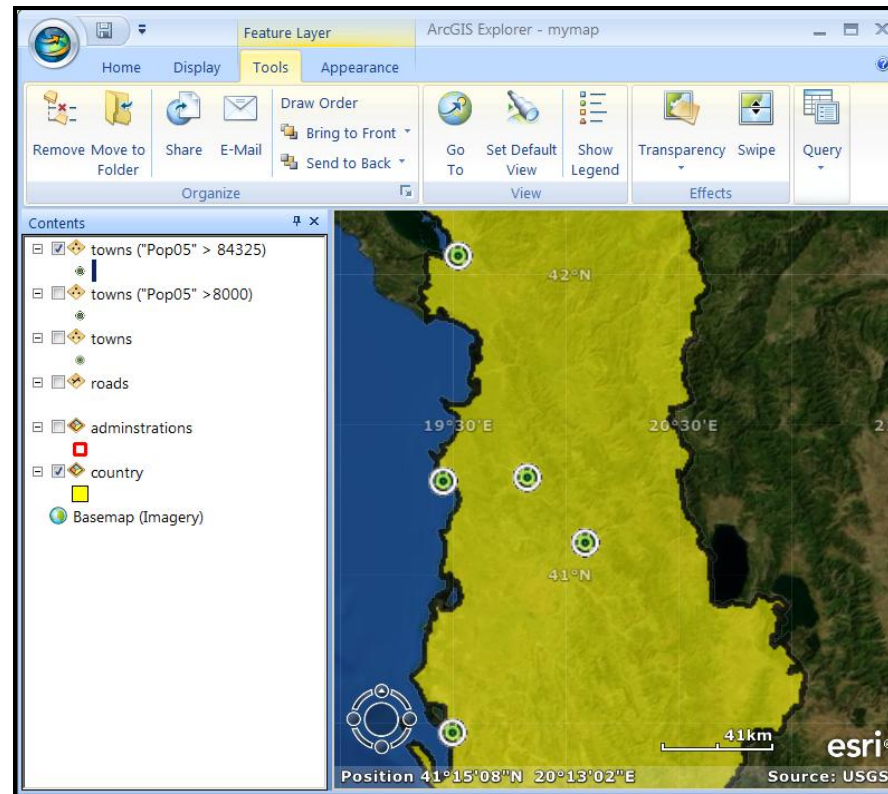 Feature Layer
ArcGIS Explorer - mymap
Home Display Tools Appearance
Remove
Move to Folder
Share
E-Mail
Draw Order
Bring to Front
Send to Back
Go To
Set Default View
Show Legend
Transparency
Swipe
Query
Organize
View
Effects
Contents
towns ("Pop05" > 84325)
towns ("Pop05" >8000)
towns
roads
adminstrations
country
Basemap (Imagery)
42°N
19°30'E
20°30'E
2
41°N
41km
esri
Position 41°15'08"N 20°13'02"E
Source: USGS